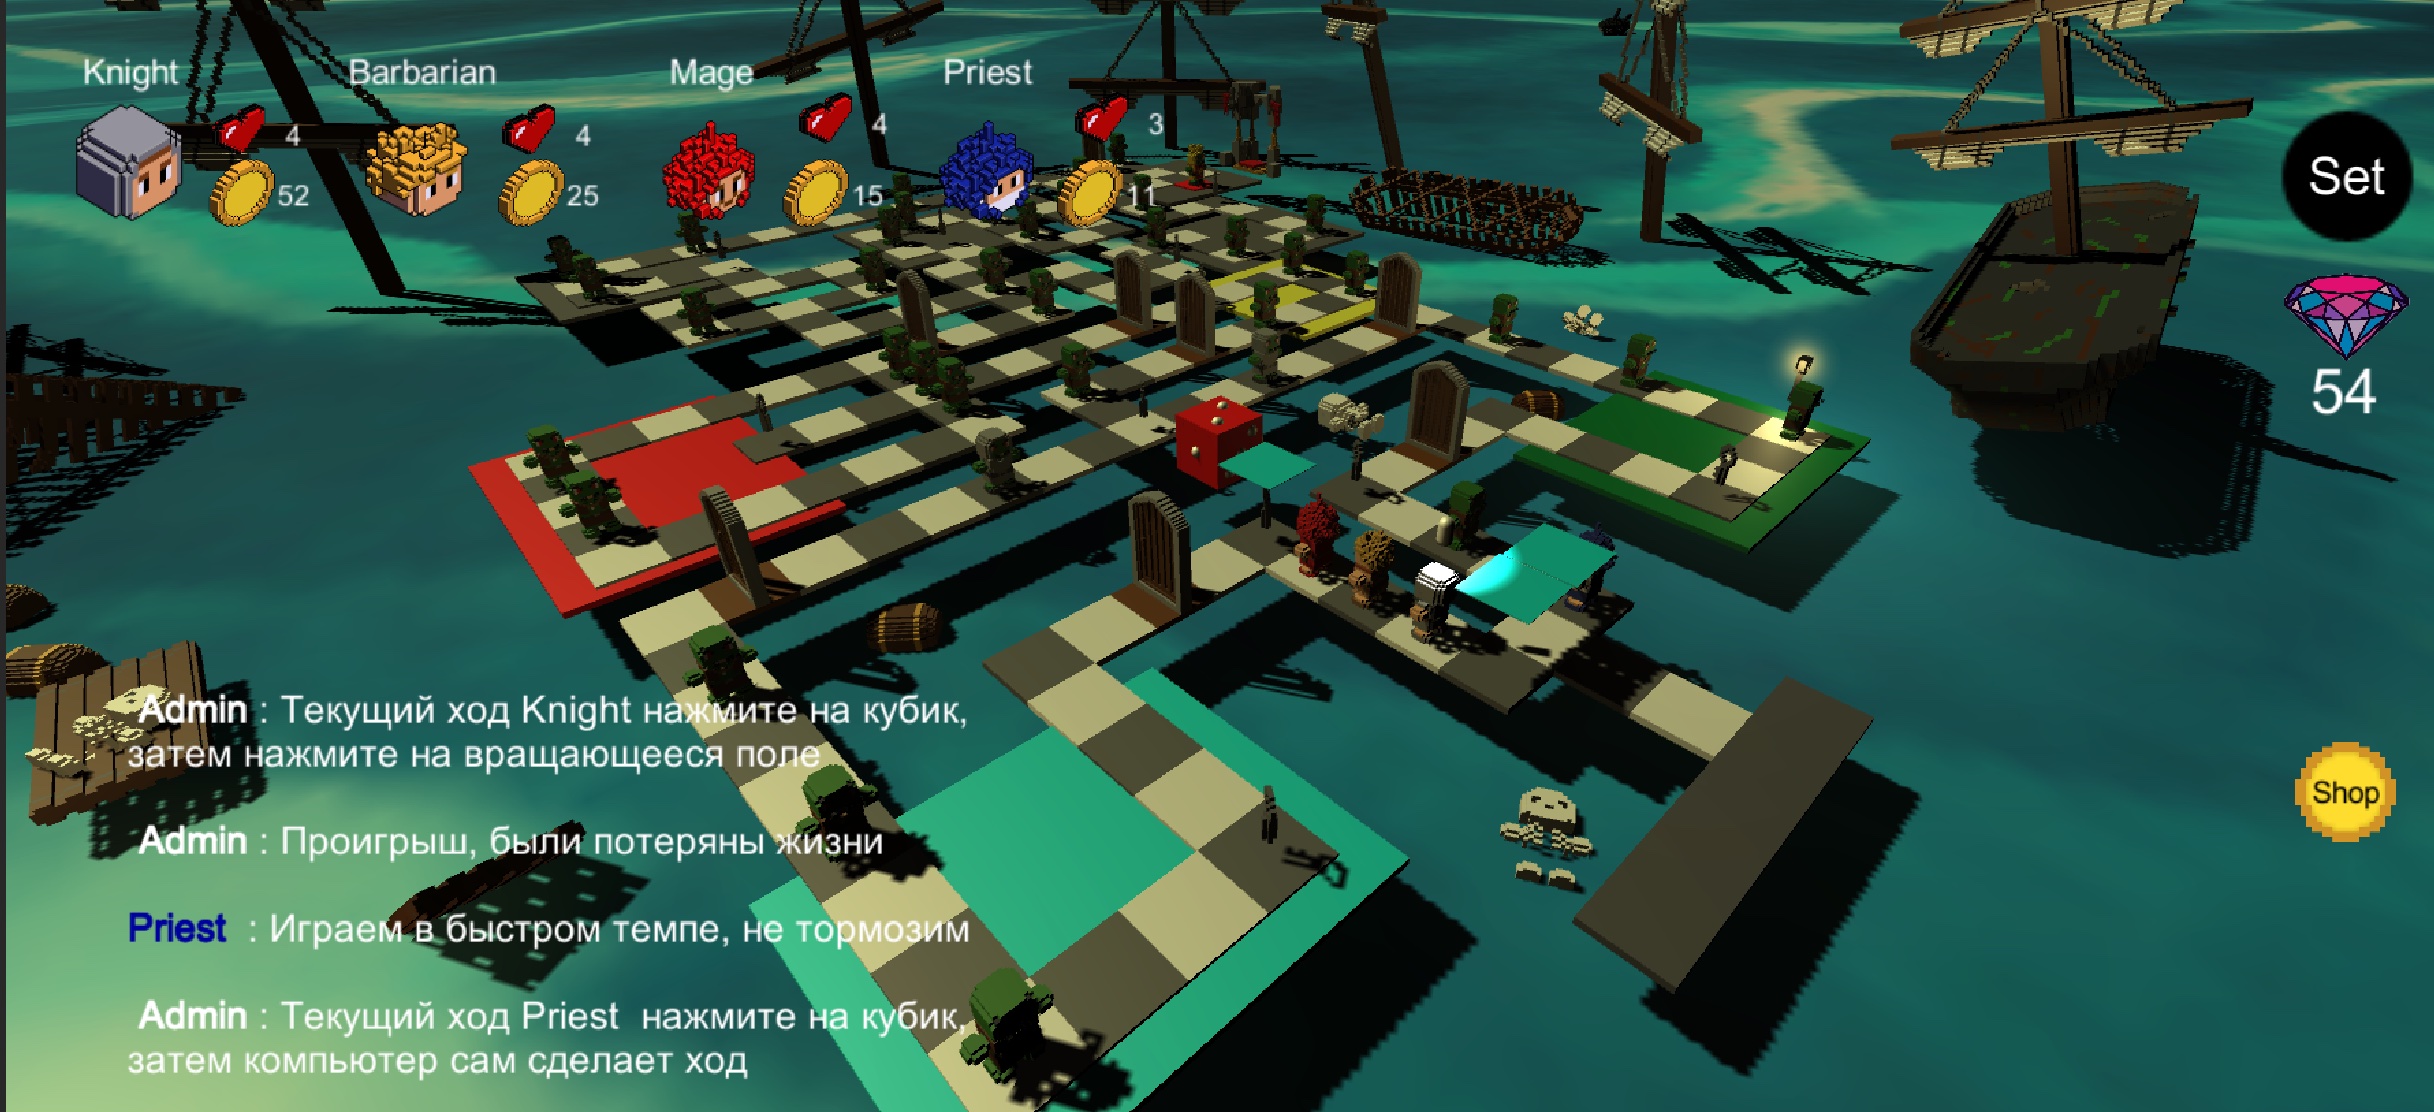 Knight Barbarian Mage Priest
4 4 4 3
52 25 15 11
Set
54
Shop
Admin : Текущий ход Knight нажмите на кубик,
затем нажмите на вращающееся поле
Admin : Проигрыш, были потеряны жизни
Priest : Играем в быстром темпе, не тормозим
Admin : Текущий ход Priest нажмите на кубик,
затем компьютер сам сделает ход